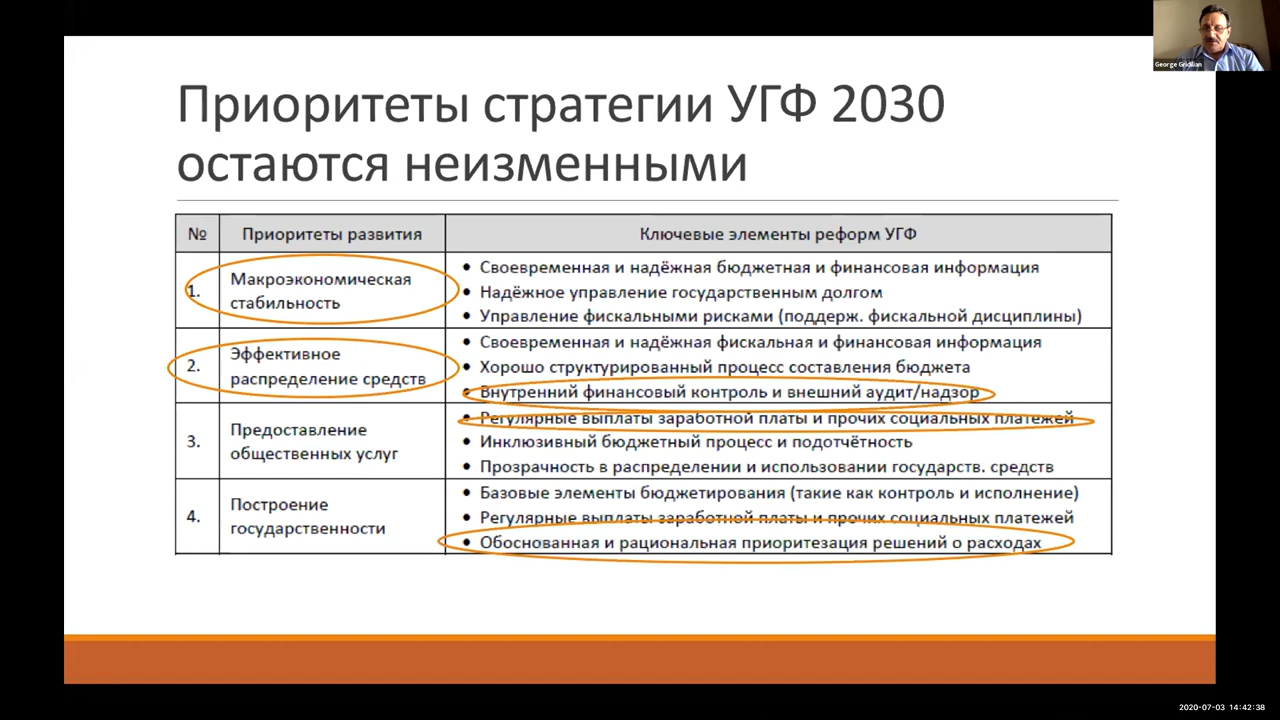 George Gridilian
Приоритеты стратегии УГФ 2030
остаются неизменными
№
Приоритеты развития
Ключевые элементы реформ УГФ
1.
Макроэкономическая
стабильность
• Своевременная и надёжная бюджетная и финансовая информация
• Надёжное управление государственным долгом
• Управление фискальными рисками (поддерж. фискальной дисциплины)
2.
Эффективное
распределение средств
• Своевременная и надёжная фискальная и финансовая информация
• Хорошо структурированный процесс составления бюджета
• Внутренний финансовый контроль и внешний аудит/надзор
3.
Предоставление
общественных услуг
• Регулярные выплаты заработной платы и прочих социальных платежей
• Инклюзивный бюджетный процесс и подотчётность
• Прозрачность в распределении и использовании государств. средств
4.
Построение
государственности
• Базовые элементы бюджетирования (такие как контроль и исполнение)
• Регулярные выплаты заработной платы и прочих социальных платежей
• Обоснованная и рациональная приоритезация решений о расходах
2020-07-03 14:42:38